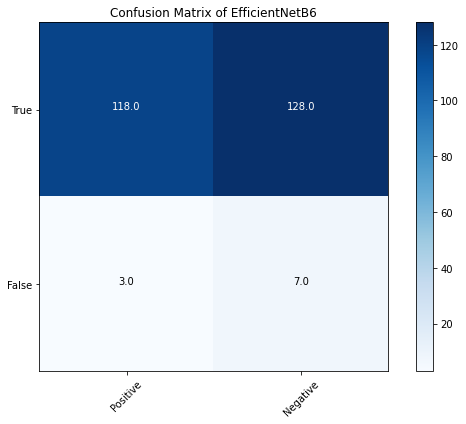 Confusion Matrix of EfficientNetB6
True
118.0
128.0
False
3.0
7.0
Positive
Negative
120
100
80
60
40
20